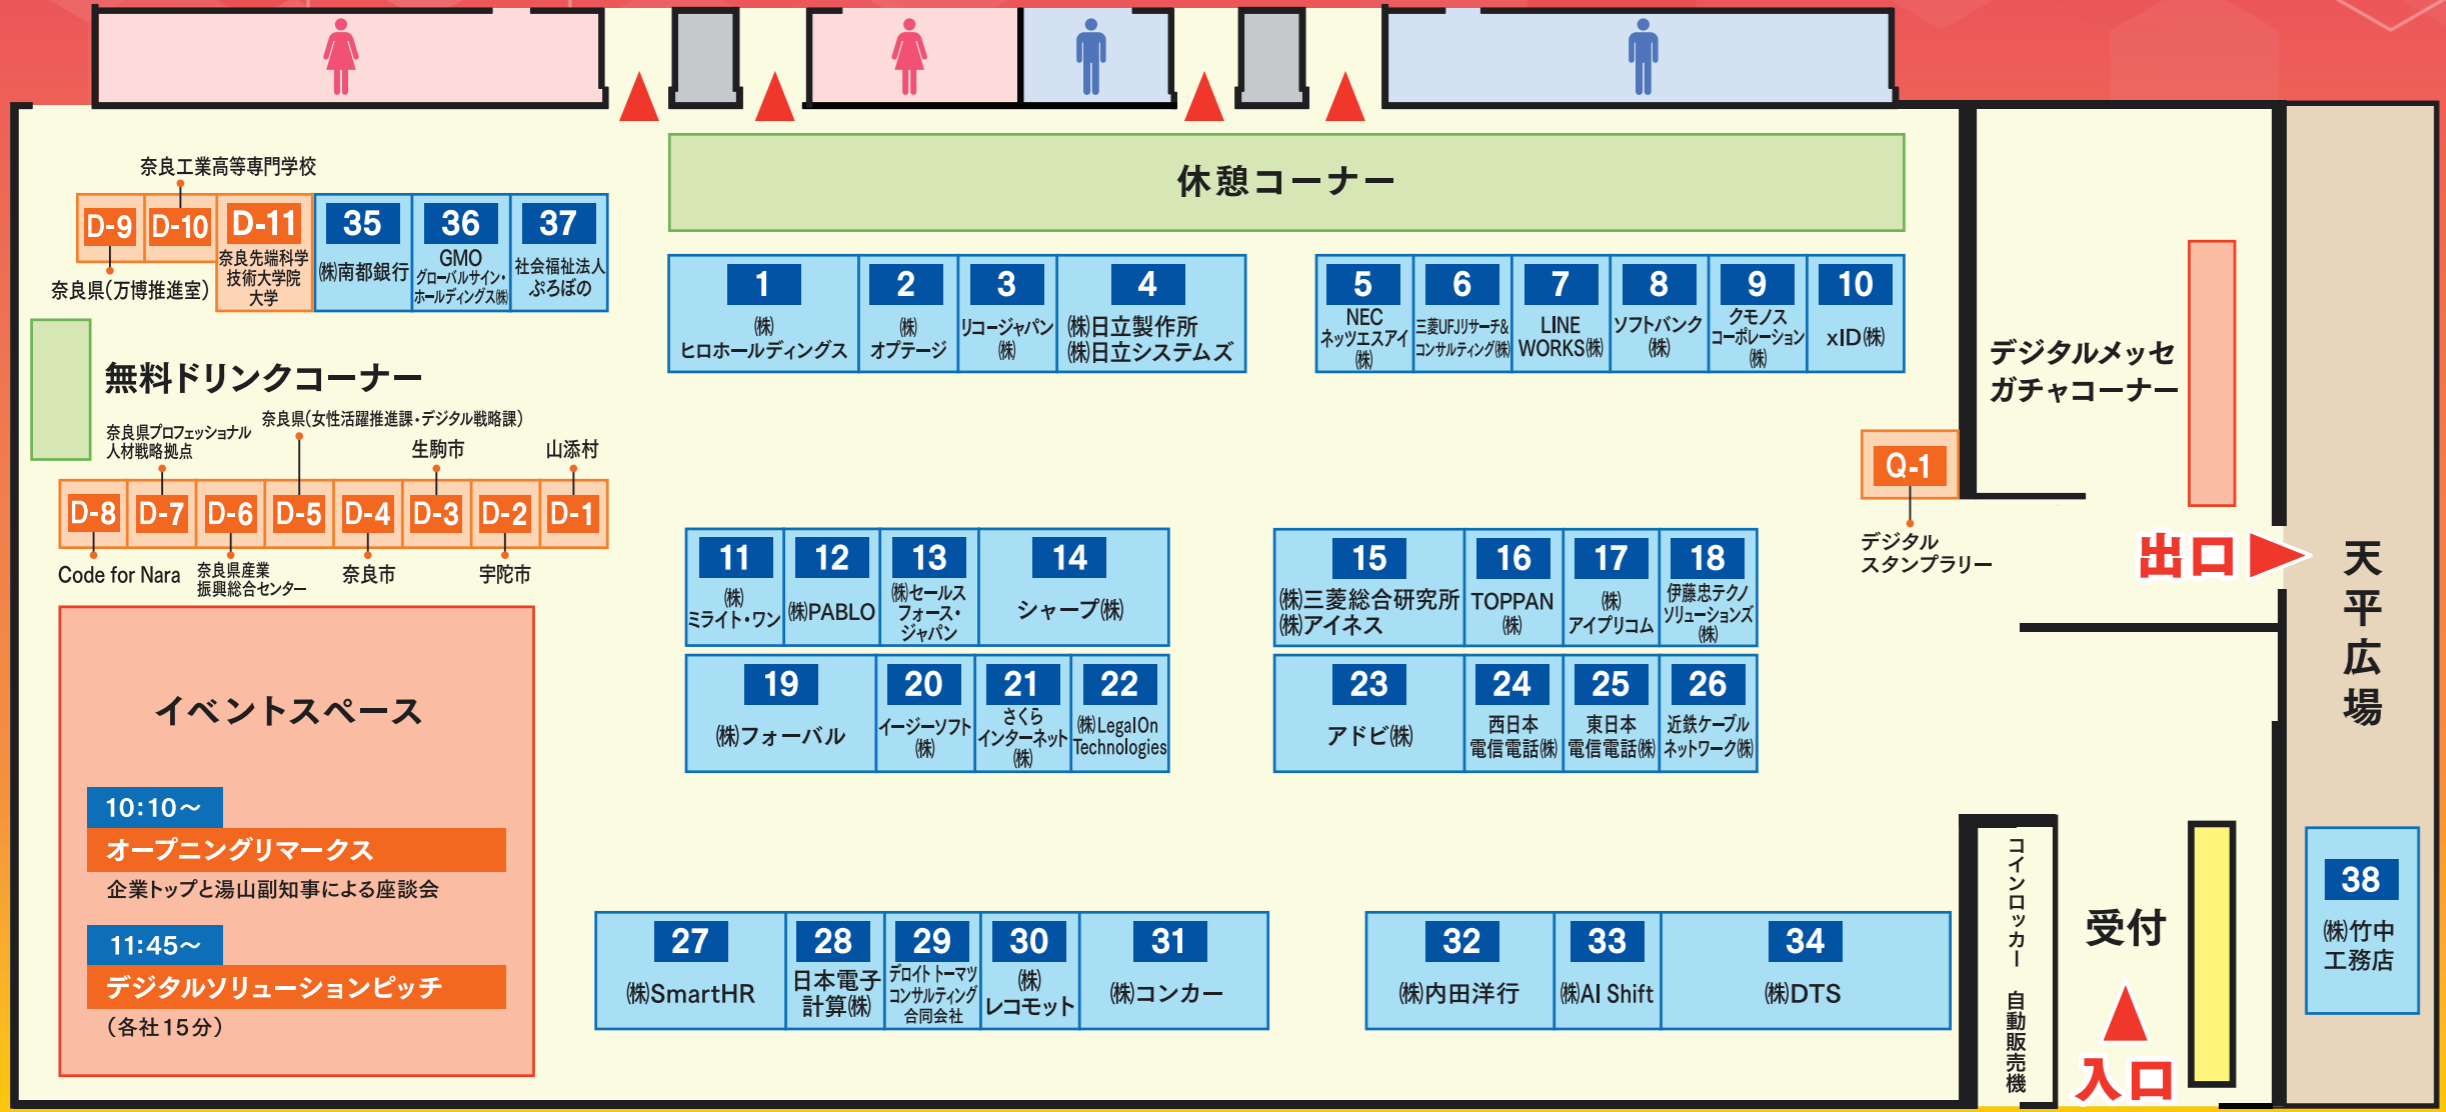 奈良工業高等専門学校
D-9
D-10
D-11
奈良先端科学
技術大学院
大学
35
㈱南都銀行
36
GMO
グローバルサイン・
ホールディングス㈱
37
社会福祉法人
ぷろぼの
奈良県（万博推進室）
休憩コーナー
1
㈱
ヒロホールディングス
2
㈱
オプテージ
3
リコージャパン
㈱
4
㈱日立製作所
㈱日立システムズ
5
NEC
ネッツエスアイ
㈱
6
三菱UFJリサーチ&
コンサルティング㈱
7
LINE
WORKS㈱
8
ソフトバンク
㈱
9
クモノス
コーポレーション
㈱
10
xID㈱
デジタルメッセ
ガチャコーナー
無料ドリンクコーナー
奈良県プロフェッショナル
人材戦略拠点
奈良県（女性活躍推進課・デジタル戦略課）
生駒市
山添村
D-8
D-7
D-6
D-5
D-4
D-3
D-2
D-1
Code for Nara
奈良県産業
振興総合センター
奈良市
宇陀市
Q-1
デジタル
スタンプラリー
出口
天平広場
11
㈱
ミライト・ワン
12
㈱PABLO
13
㈱セールス
フォース・
ジャパン
14
シャープ㈱
15
㈱三菱総合研究所
㈱アイネス
16
TOPPAN
㈱
17
㈱
アイプリコム
18
伊藤忠テクノ
ソリューションズ
㈱
19
㈱フォーバル
20
イージーソフト
㈱
21
さくら
インターネット
㈱
22
㈱LegalOn
Technologies
23
アドビ㈱
24
西日本
電信電話㈱
25
東日本
電信電話㈱
26
近鉄ケーブル
ネットワーク㈱
イベントスペース
10:10～
オープニングリマークス
企業トップと湯山副知事による座談会
11:45～
デジタルソリューションピッチ
（各社15分）
27
㈱SmartHR
28
日本電子
計算㈱
29
デロイト トーマツ
コンサルティング
合同会社
30
㈱
レコモット
31
㈱コンカー
32
㈱内田洋行
33
㈱AI Shift
34
㈱DTS
コインロッカー 自動販売機
受付
入口
38
㈱竹中
工務店